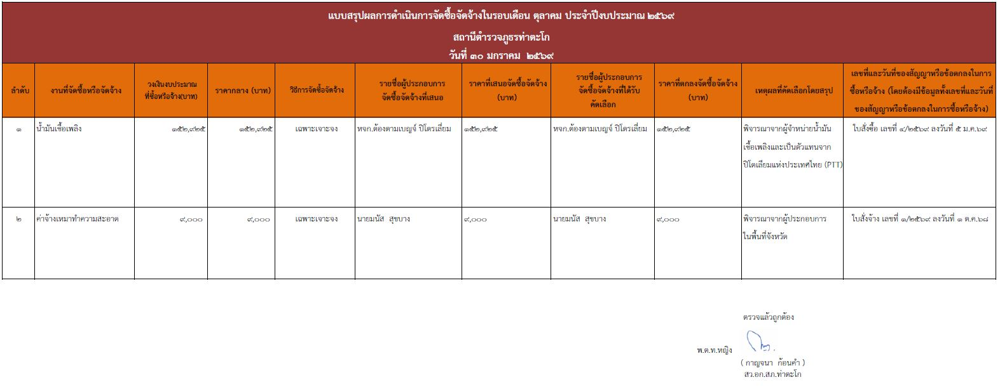 แบบสรุปผลการดำเนินการจัดซื้อจัดจ้างในรอบเดือน ตุลาคม ประจำปีงบประมาณ ๒๕๖๙
สถานีตำรวจภูธรท่าตะโก
วันที่ ๓๐ มกราคม ๒๕๖๙
ลำดับ
งานที่จัดซื้อหรือจัดจ้าง
วงเงินงบประมาณ
ที่ซื้อหรือจ้าง(บาท)
ราคากลาง (บาท)
วิธีการจัดซื้อจัดจ้าง
รายชื่อผู้ประกอบการ
จัดซื้อจัดจ้างที่เสนอ
ราคาที่เสนอจัดซื้อจัดจ้าง
(บาท)
รายชื่อผู้ประกอบการ
จัดซื้อจัดจ้างที่ได้รับ
คัดเลือก
ราคาที่ตกลงจัดซื้อจัดจ้าง
(บาท)
เหตุผลที่คัดเลือกโดยสรุป
เลขที่และวันที่ของสัญญาหรือข้อตกลงในการ
ซื้อหรือจ้าง (โดยต้องมีข้อมูลทั้งเลขที่และวันที่
ของสัญญาหรือข้อตกลงในการซื้อหรือจ้าง)
๑ น้ำมันเชื้อเพลิง ๑๕๒,๙๒๕ ๑๕๒,๙๒๕ เฉพาะเจาะจง หจก.ต้องตามเบญจ์ ปิโตรเลี่ยม ๑๕๒,๙๒๕ หจก.ต้องตามเบญจ์ ปิโตรเลี่ยม ๑๕๒,๙๒๕ พิจารณาจากผู้จำหน่ายน้ำมัน ใบสั่งซื้อ เลขที่ ๔/๒๕๖๙ ลงวันที่ ๕ ม.ค.๖๙
เชื้อเพลิงและเป็นตัวแทนจาก
ปิโตเลียมแห่งประเทศไทย (PTT)
๒ ค่าจ้างเหมาทำความสะอาด ๙,๐๐๐ ๙,๐๐๐ เฉพาะเจาะจง นายมนัส สุขบาง ๙,๐๐๐ นายมนัส สุขบาง ๙,๐๐๐ พิจารณาจากผู้ประกอบการ ใบสั่งจ้าง เลขที่ ๑/๒๕๖๙ ลงวันที่ ๑ ต.ค.๖๘
ในพื้นที่จังหวัด
ตรวจแล้วถูกต้อง
พ.ต.ท.หญิง
( กาญจนา ก้อนคำ )
สว.อก.สภ.ท่าตะโก